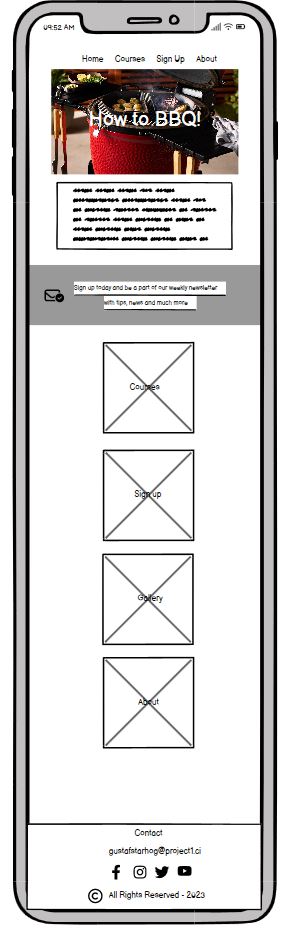 09:52 AM
Home Courses Sign Up About
How to BBQ!
Sign up today and be a part of our weekly newsletter
with tips, news and much more
Courses
Sign up
Gallery
About
Contact
gustafstarhog@project1.ci
© All Rights Reserved - 2023